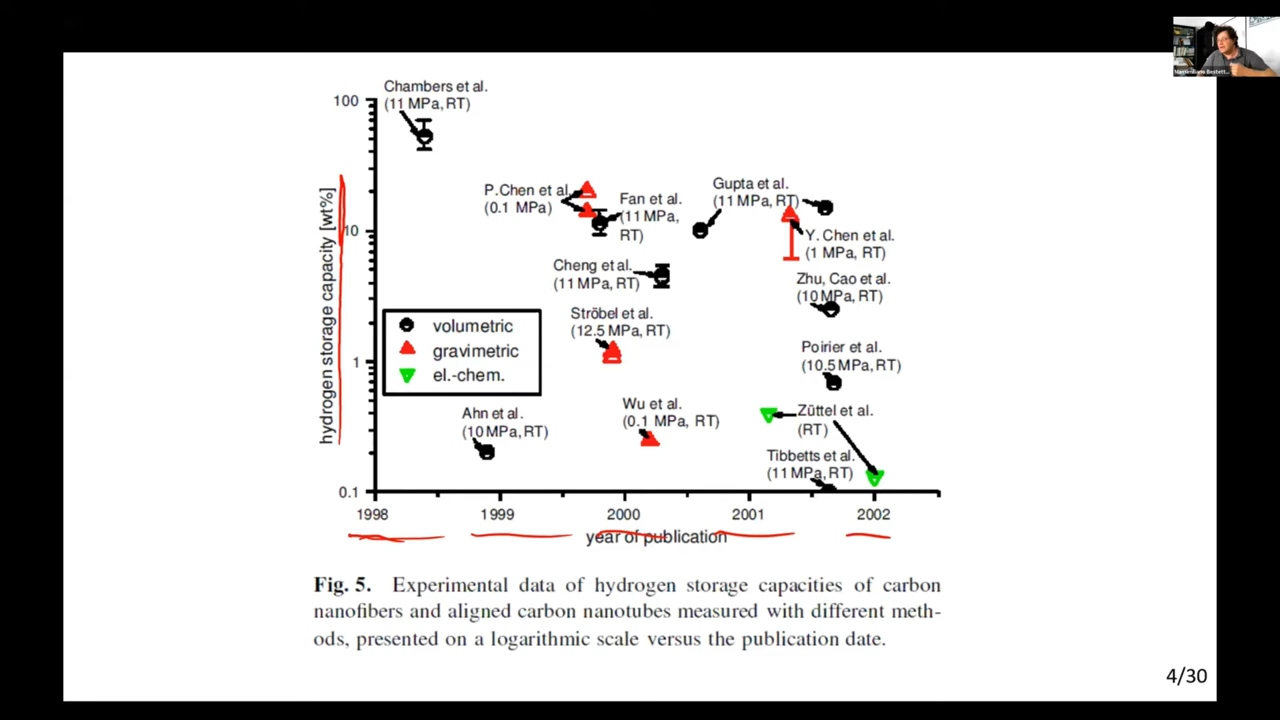 Chambers et al.
(11 MPa, RT)
100
P.Chen et al.
(0.1 MPa)
Fan et al.
(11 MPa,
RT)
Gupta et al.
(11 MPa, RT)
10
Y. Chen et al.
(1 MPa, RT)
Cheng et al.
(11 MPa, RT)
Zhu, Cao et al.
(10 MPa, RT)
Ströbel et al.
(12.5 MPa, RT)
volumetric
gravimetric
el.-chem.
1
Poirier et al.
(10.5 MPa, RT)
Ahn et al.
(10 MPa, RT)
Wu et al.
(0.1 MPa, RT)
Züttel et al.
(RT)
Tibbetts et al.
(11 MPa, RT)
0.1
hydrogen storage capacity [wt%]
1998 1999 2000 2001 2002
year of publication
Fig. 5. Experimental data of hydrogen storage capacities of carbon
nanofibers and aligned carbon nanotubes measured with different meth-
ods, presented on a logarithmic scale versus the publication date.
4/30